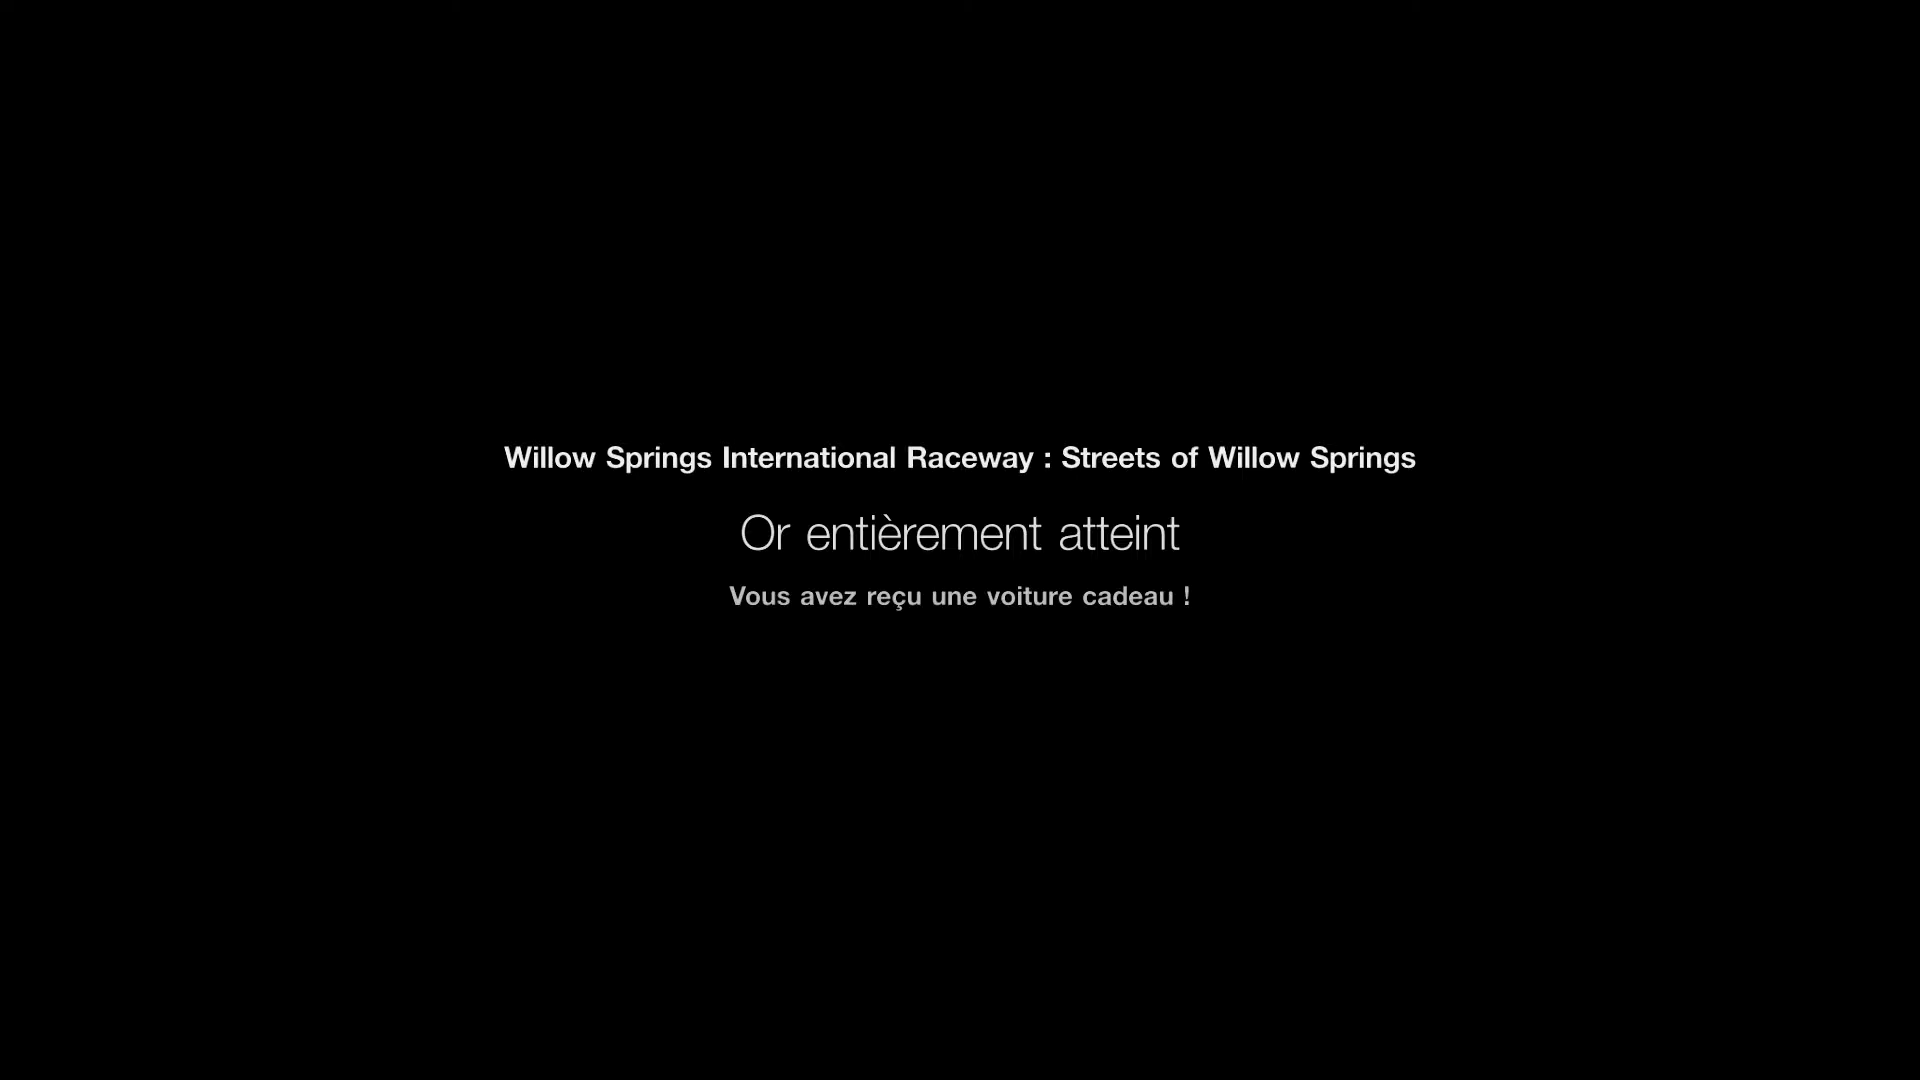 Willow Springs International Raceway : Streets of Willow Springs
Or entièrement atteint
Vous avez reçu une voiture cadeau !